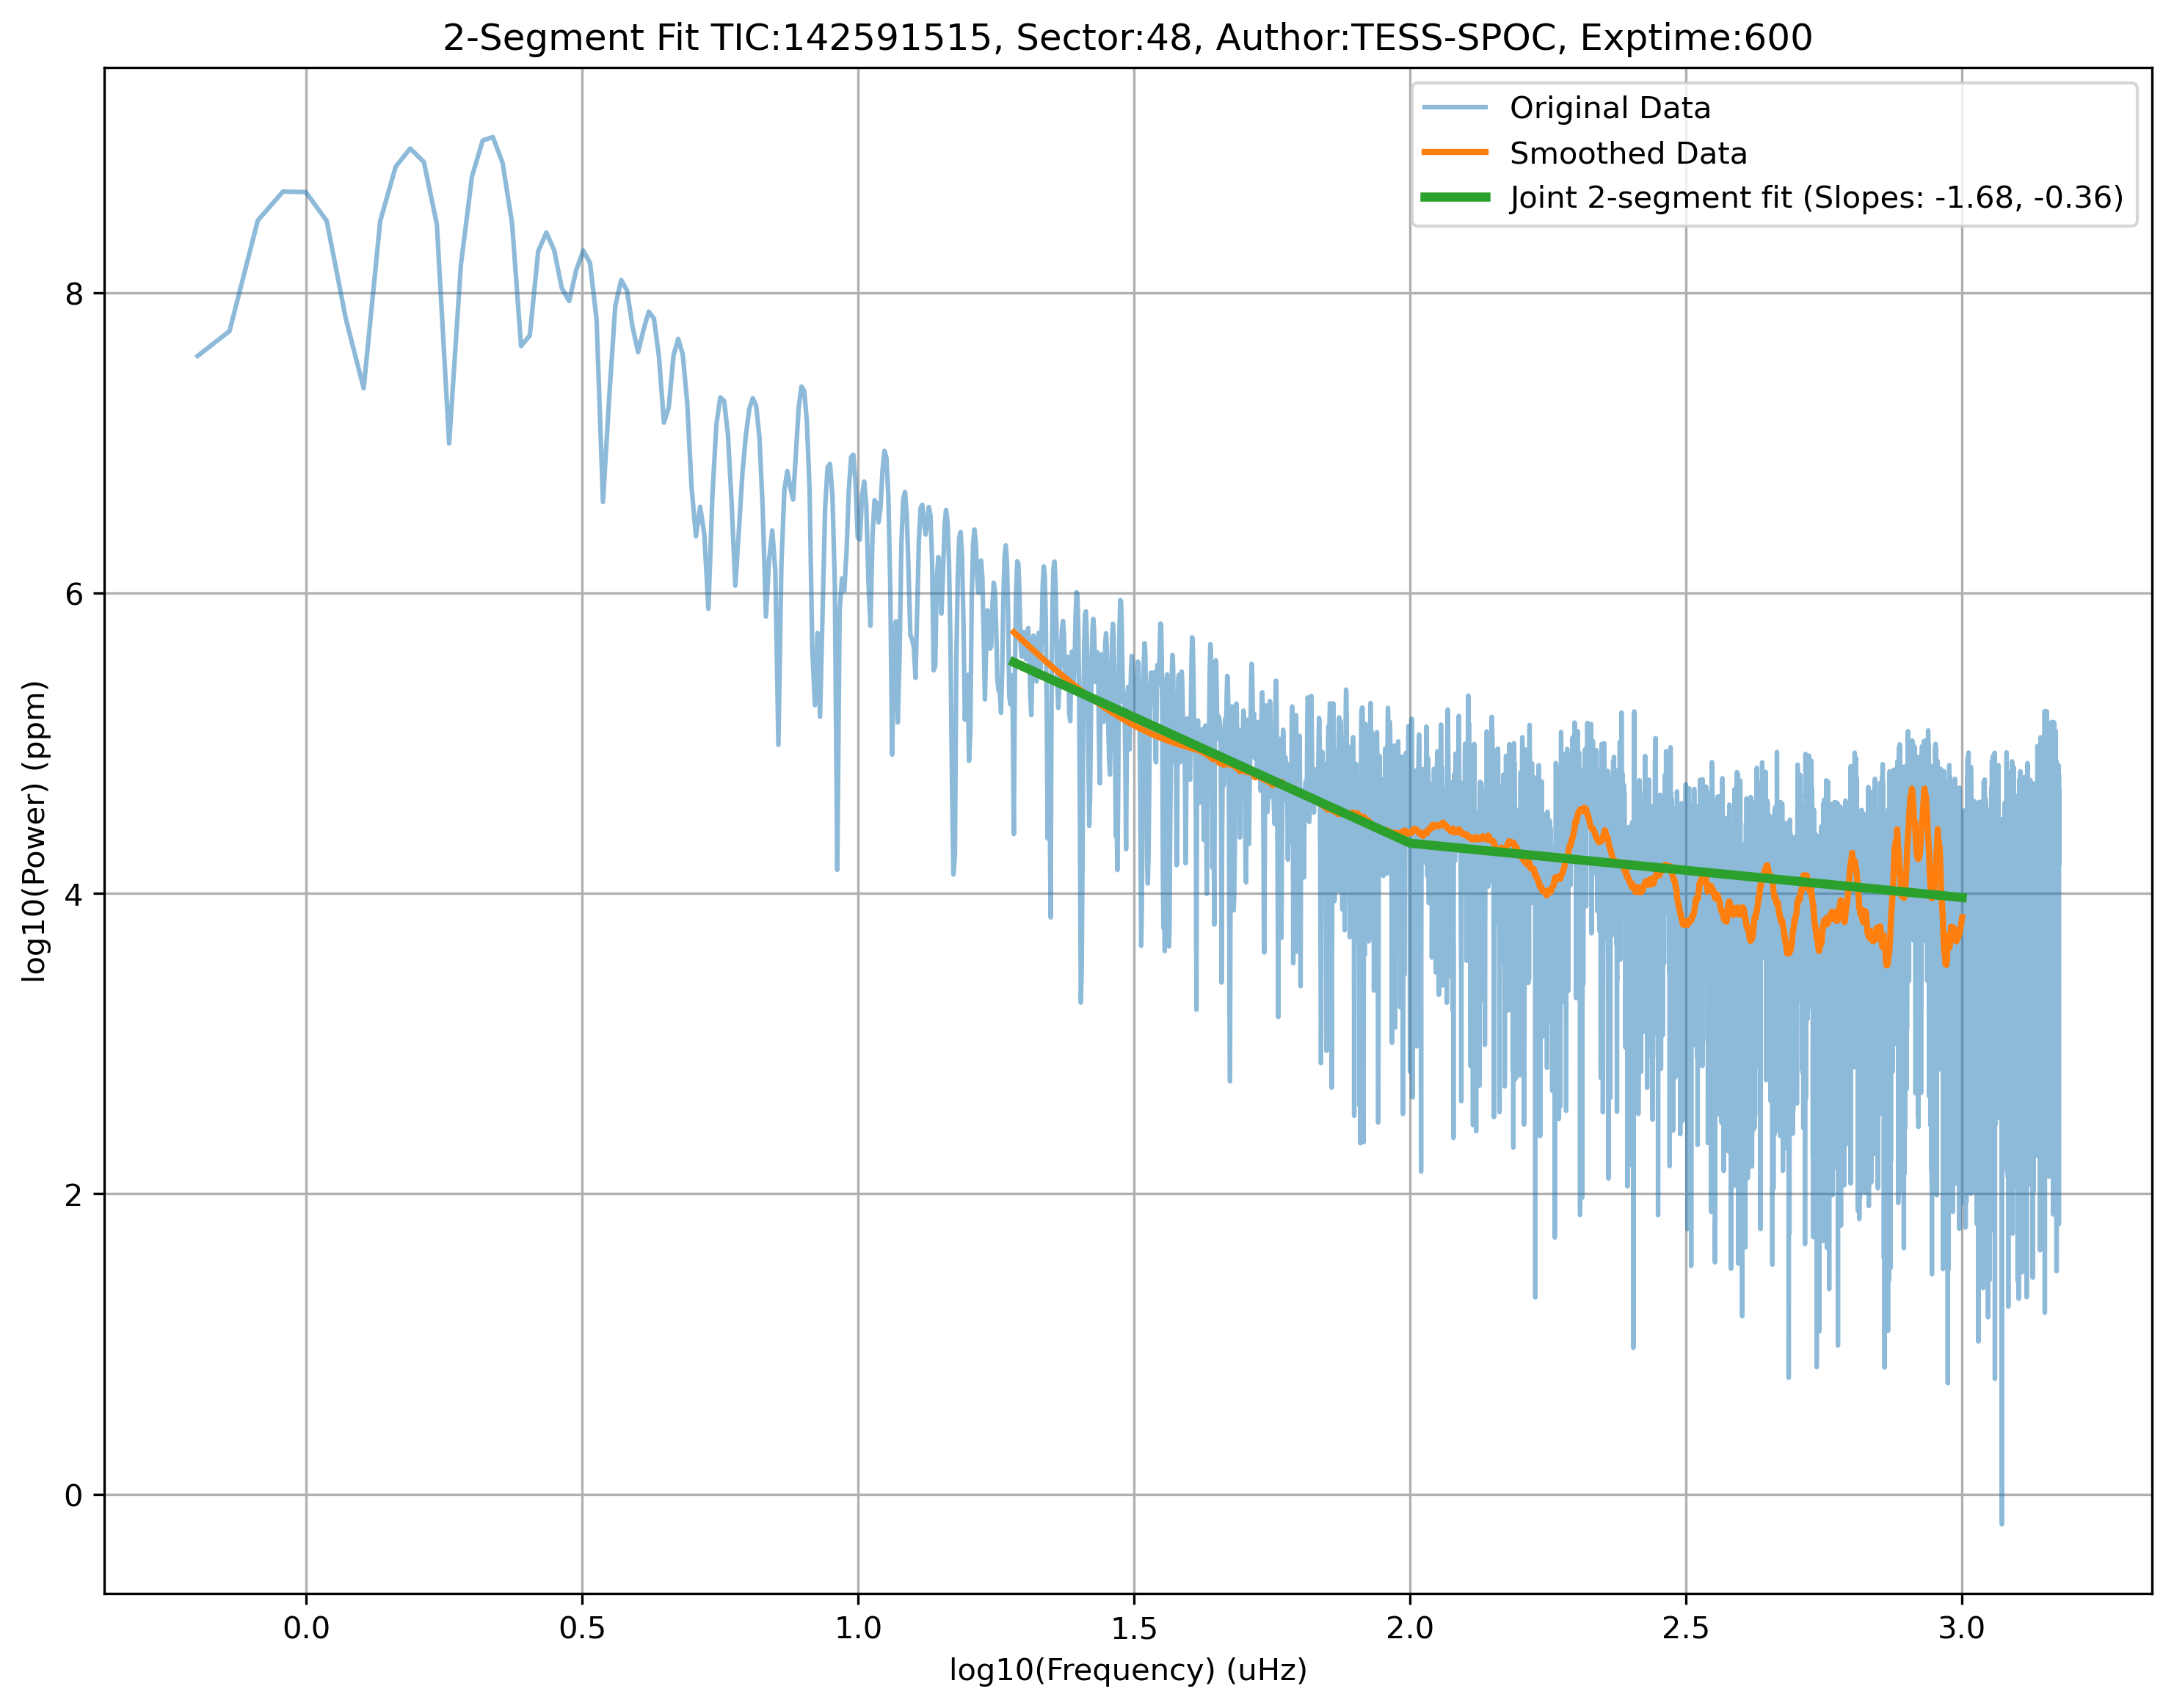 2-Segment Fit TIC:142591515, Sector:48, Author:TESS-SPOC, Exptime:600
Original Data
Smoothed Data
Joint 2-segment fit (Slopes: -1.68, -0.36)
log10(Power) (ppm)
8
6
4
2
0
0.0 0.5 1.0 1.5 2.0 2.5 3.0
log10(Frequency) (uHz)